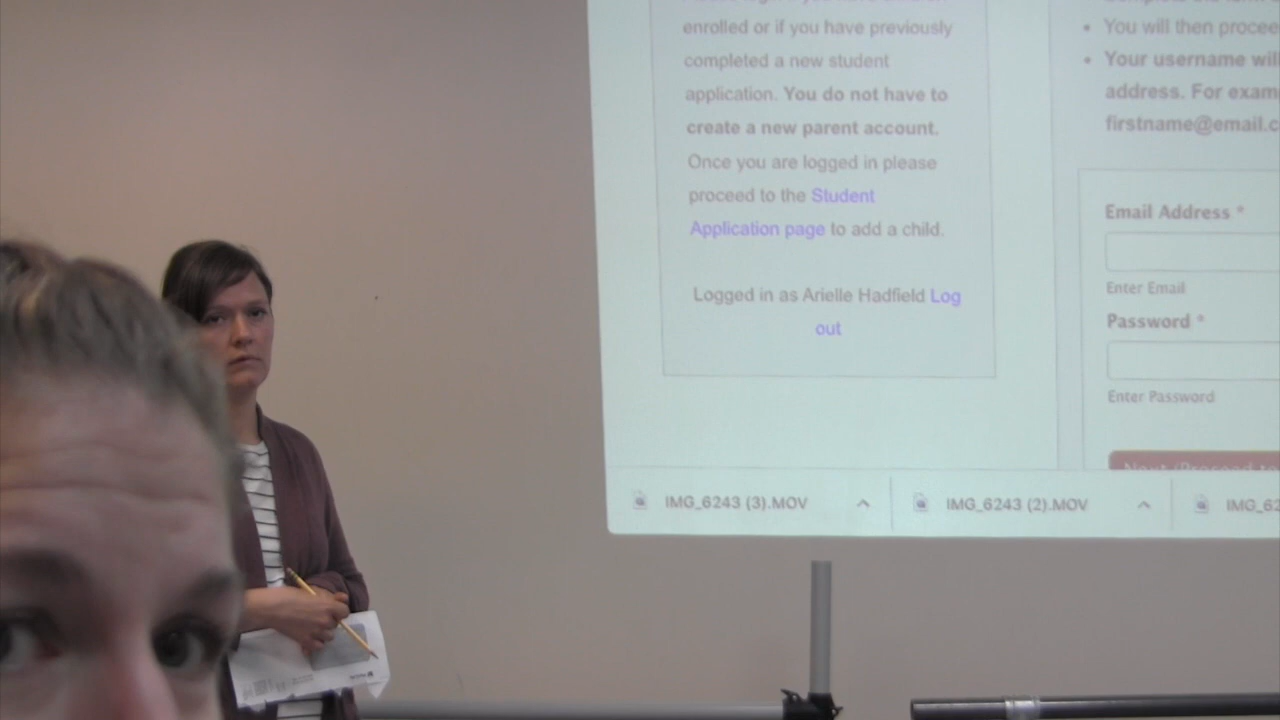 enrolled or if you have previously
completed a new student
application. You do not have to
create a new parent account.
Once you are logged in please
proceed to the Student
Application page to add a child.
Logged in as Arielle Hadfield Log
out
You will then
Your username
address. For
Email Address *
Enter Email
Password *
Enter Password
IMG_6243 (3).MOV
IMG_6243 (2).MOV